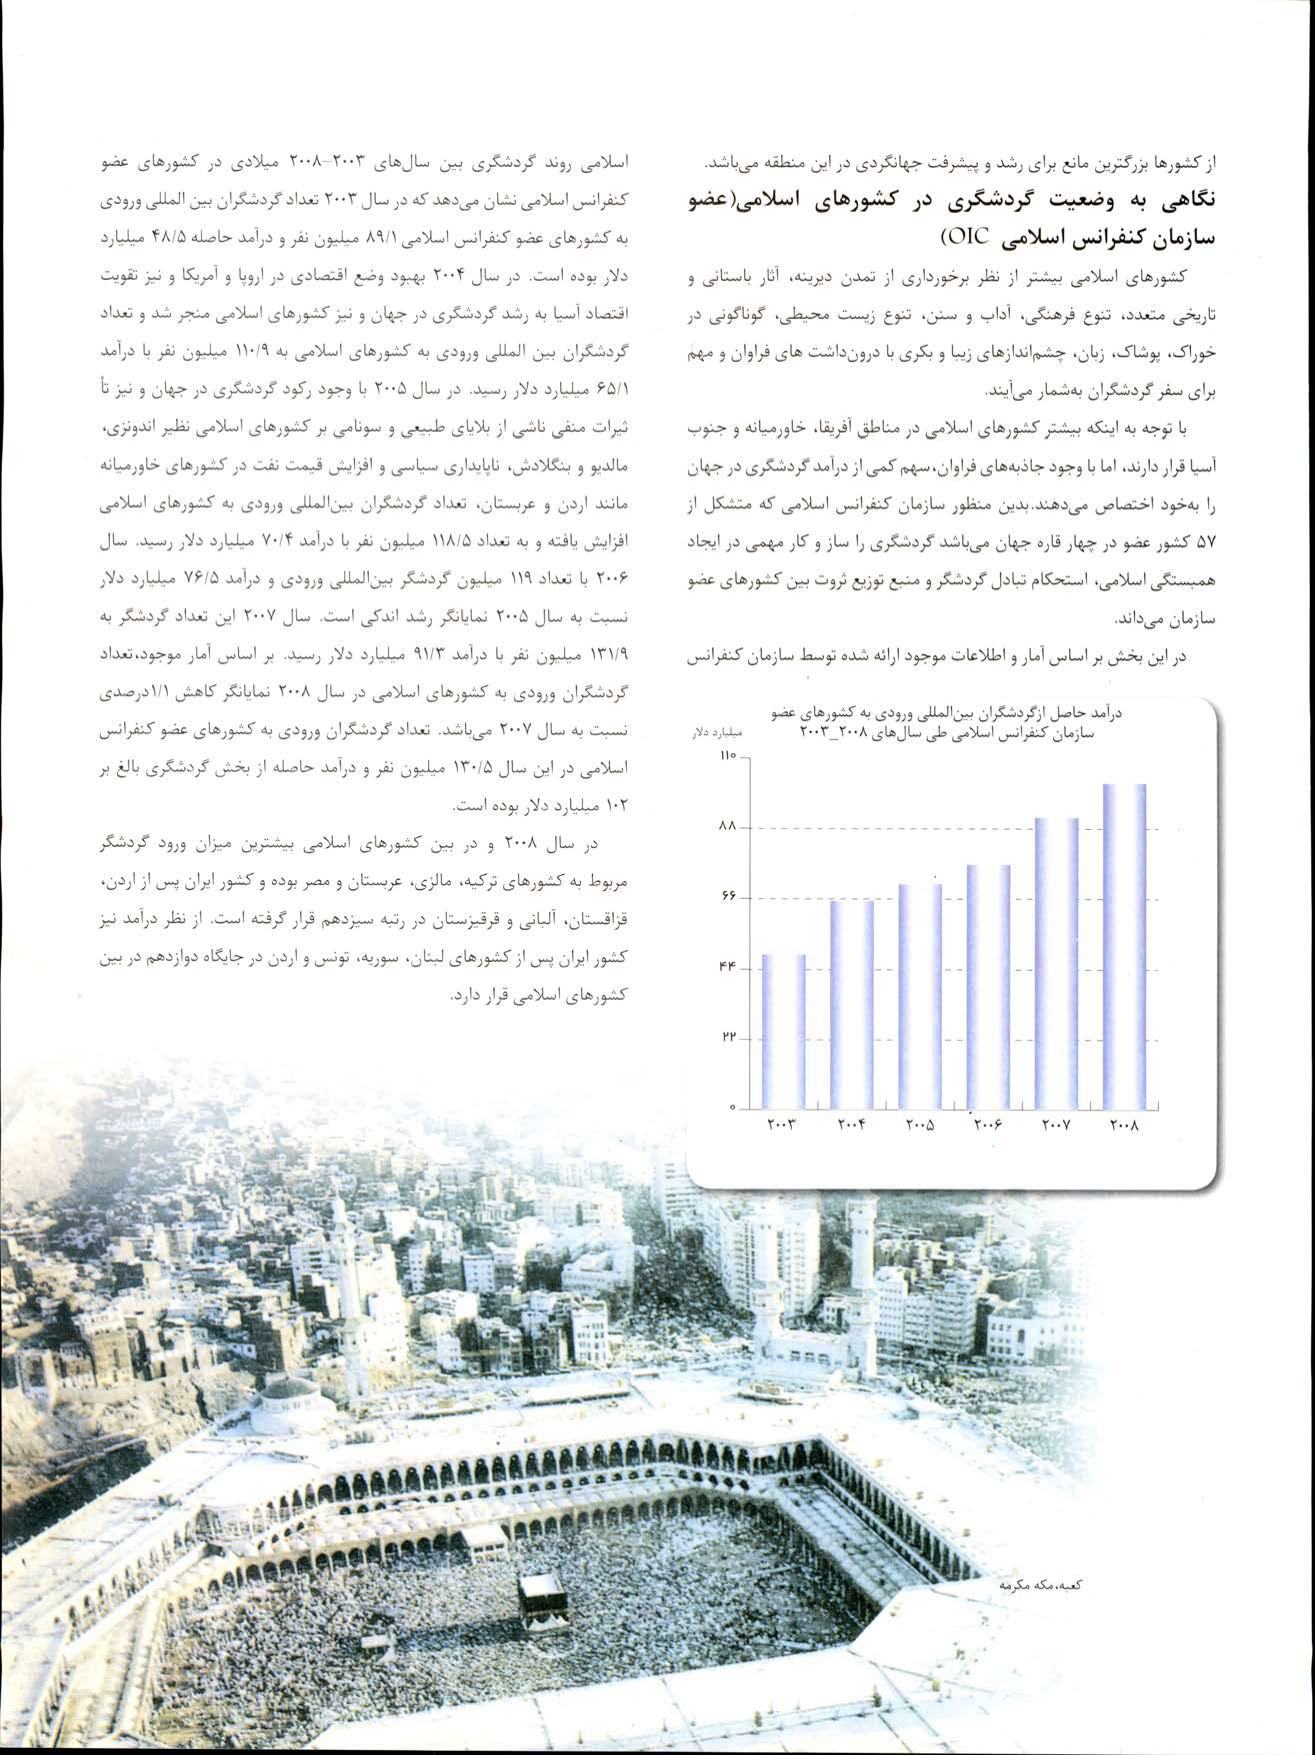 از کشورها بزرگترین مانع برای رشد و پیشرفت جهانگردی در این منطقه می‌باشد.
نگاهی به وضعیت گردشگری در کشورهای اسلامی(عضو
سازمان کنفرانس اسلامی OIC)
کشورهای اسلامی بیشتر از نظر برخورداری از تمدن دیرینه، آثار باستانی و
تاریخی متعدد، تنوع فرهنگی، آداب و سنن، تنوع زیست محیطی، گوناگونی در
خوراک، پوشاک، زبان، چشم‌اندازهای زیبا و بکری با درون‌داشت های فراوان و مهم
برای سفر گردشگران به‌شمار می‌آیند.
با توجه به اینکه بیشتر کشورهای اسلامی در مناطق آفریقا، خاورمیانه و جنوب
آسیا قرار دارند، اما با وجود جاذبه‌های فراوان،سهم کمی از درآمد گردشگری در جهان
را به‌خود اختصاص می‌دهند.بدین منظور سازمان کنفرانس اسلامی که متشکل از
۵۷ کشور عضو در چهار قاره جهان می‌باشد گردشگری را ساز و کار مهمی در ایجاد
همبستگی اسلامی، استحکام تبادل گردشگر و منبع توزیع ثروت بین کشورهای عضو
سازمان می‌داند.
در این بخش بر اساس آمار و اطلاعات موجود ارائه شده توسط سازمان کنفرانس
درآمد حاصل ازگردشگران بین‌المللی ورودی به کشورهای عضو
سازمان کنفرانس اسلامی طی سال‌های ۲۰۰۸_۲۰۰۳
میلیارد دلار
۱۱۰
۸۸
۶۶
۴۴
۲۲
۰
۲۰۰۳ ۲۰۰۴ ۲۰۰۵ ۲۰۰۶ ۲۰۰۷ ۲۰۰۸
اسلامی روند گردشگری بین سال‌های ۲۰۰۳–۲۰۰۸ میلادی در کشورهای عضو
کنفرانس اسلامی نشان می‌دهد که در سال ۲۰۰۳ تعداد گردشگران بین المللی ورودی
به کشورهای عضو کنفرانس اسلامی ۸۹/۱ میلیون نفر و درآمد حاصله ۴۸/۵ میلیارد
دلار بوده است. در سال ۲۰۰۴ بهبود وضع اقتصادی در اروپا و آمریکا و نیز تقویت
اقتصاد آسیا به رشد گردشگری در جهان و نیز کشورهای اسلامی منجر شد و تعداد
گردشگران بین المللی ورودی به کشورهای اسلامی به ۱۱۰/۹ میلیون نفر با درآمد
۶۵/۱ میلیارد دلار رسید. در سال ۲۰۰۵ با وجود رکود گردشگری در جهان و نیز تأ
ثیرات منفی ناشی از بلایای طبیعی و سونامی بر کشورهای اسلامی نظیر اندونزی،
مالدیو و بنگلادش، ناپایداری سیاسی و افزایش قیمت نفت در کشورهای خاورمیانه
مانند اردن و عربستان، تعداد گردشگران بین‌المللی ورودی به کشورهای اسلامی
افزایش یافته و به تعداد ۱۱۸/۵ میلیون نفر با درآمد ۷۰/۴ میلیارد دلار رسید. سال
۲۰۰۶ با تعداد ۱۱۹ میلیون گردشگر بین‌المللی ورودی و درآمد ۷۶/۵ میلیارد دلار
نسبت به سال ۲۰۰۵ نمایانگر رشد اندکی است. سال ۲۰۰۷ این تعداد گردشگر به
۱۳۱/۹ میلیون نفر با درآمد ۹۱/۳ میلیارد دلار رسید. بر اساس آمار موجود،تعداد
گردشگران ورودی به کشورهای اسلامی در سال ۲۰۰۸ نمایانگر کاهش ۱/۱درصدی
نسبت به سال ۲۰۰۷ می‌باشد. تعداد گردشگران ورودی به کشورهای عضو کنفرانس
اسلامی در این سال ۱۳۰/۵ میلیون نفر و درآمد حاصله از بخش گردشگری بالغ بر
۱۰۲ میلیارد دلار بوده است.
در سال ۲۰۰۸ و در بین کشورهای اسلامی بیشترین میزان ورود گردشگر
مربوط به کشورهای ترکیه، مالزی، عربستان و مصر بوده و کشور ایران پس از اردن،
قزاقستان، آلبانی و قرقیزستان در رتبه سیزدهم قرار گرفته است. از نظر درآمد نیز
کشور ایران پس از کشورهای لبنان، سوریه، تونس و اردن در جایگاه دوازدهم در بین
کشورهای اسلامی قرار دارد.
کعبه،مکه مکرمه